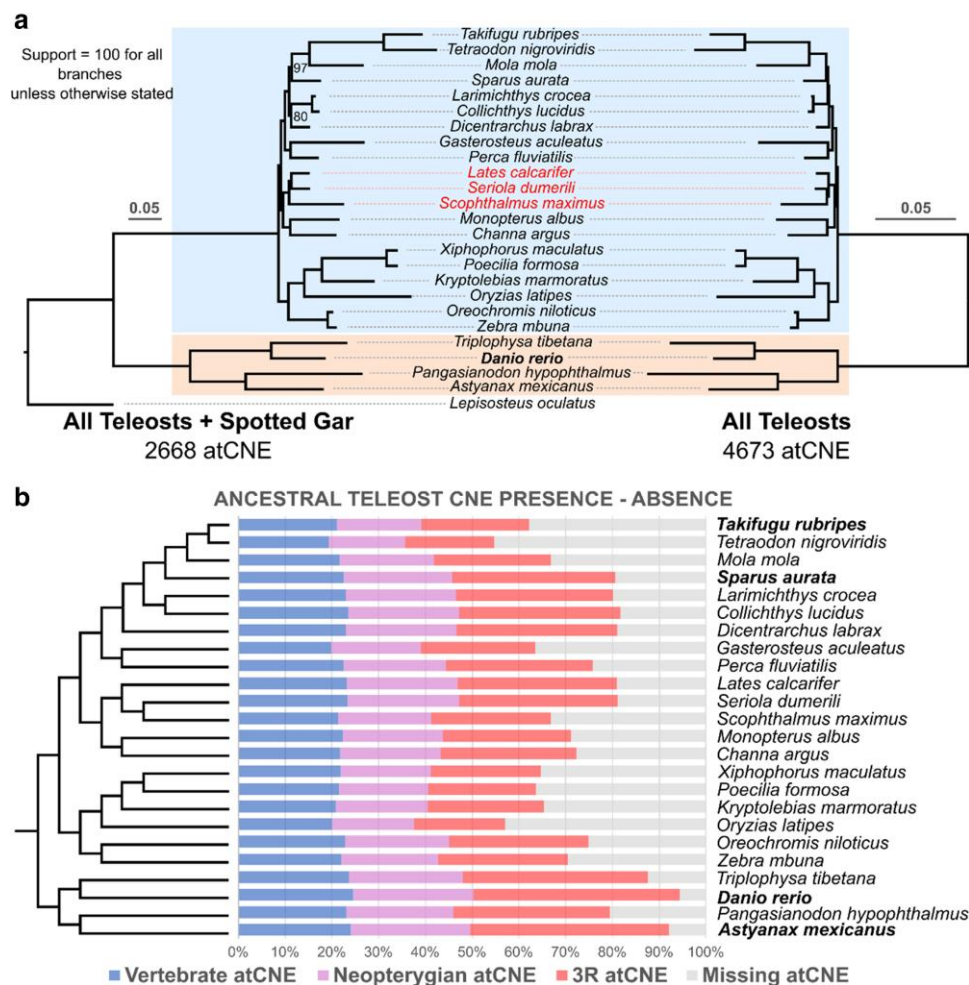 a
Support = 100 for all
branches
unless otherwise stated
97
80
0.05
0.05
Takifugu rubripes
Tetraodon nigroviridis
Mola mola
Sparus aurata
Larimichthys crocea
Collichthys lucidus
Dicentrarchus labrax
Gasterosteus aculeatus
Perca fluviatilis
Lates calcarifer
Seriola dumerili
Scophthalmus maximus
Monopterus albus
Channa argus
Xiphophorus maculatus
Poecilia formosa
Kryptolebias marmoratus
Oryzias latipes
Oreochromis niloticus
Zebra mbuna
Triplophysa tibetana
Danio rerio
Pangasianodon hypophthalmus
Astyanax mexicanus
Lepisosteus oculatus
All Teleosts + Spotted Gar
2668 atCNE
All Teleosts
4673 atCNE
b
ANCESTRAL TELEOST CNE PRESENCE - ABSENCE
Takifugu rubripes
Tetraodon nigroviridis
Mola mola
Sparus aurata
Larimichthys crocea
Collichthys lucidus
Dicentrarchus labrax
Gasterosteus aculeatus
Perca fluviatilis
Lates calcarifer
Seriola dumerili
Scophthalmus maximus
Monopterus albus
Channa argus
Xiphophorus maculatus
Poecilia formosa
Kryptolebias marmoratus
Oryzias latipes
Oreochromis niloticus
Zebra mbuna
Triplophysa tibetana
Danio rerio
Pangasianodon hypophthalmus
Astyanax mexicanus
0% 10% 20% 30% 40% 50% 60% 70% 80% 90% 100%
Vertebrate atCNE Neopterygian atCNE 3R atCNE Missing atCNE